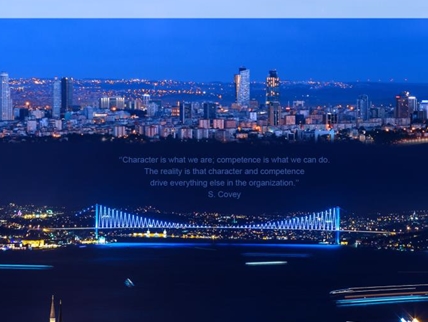 "Character is what we are; competence is what we can do.
The reality is that character and competence
drive everything else in the organization."
S. Covey